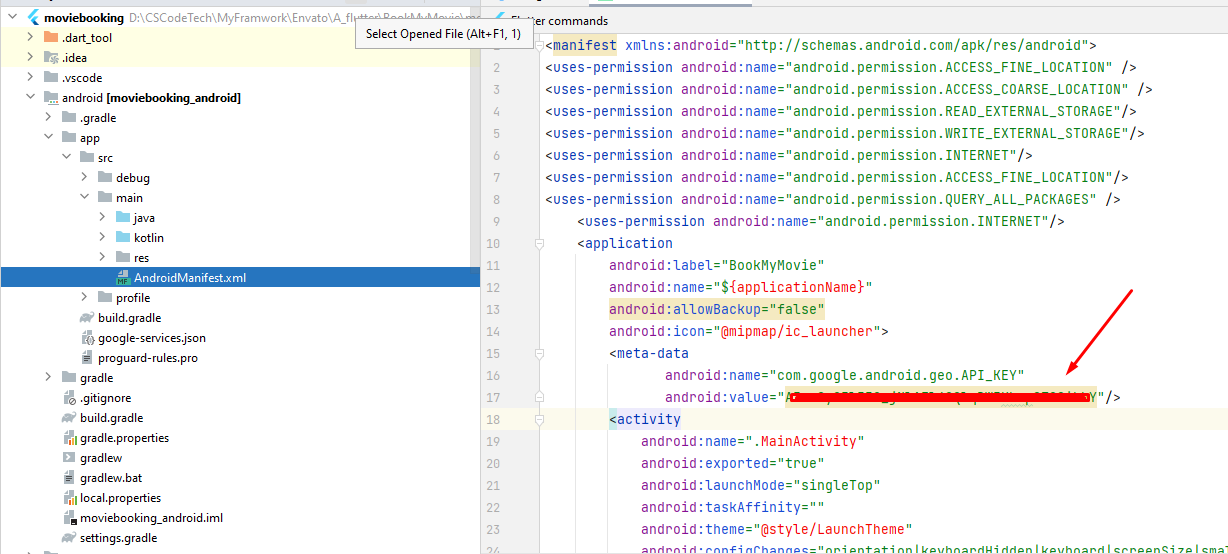 moviebooking D:\CSCodeTech\MyFramwork\Envato\A_flutter\BookMyMovie\mo
Select Opened File (Alt+F1, 1)
.dart_tool
.idea
.vscode
android [moviebooking_android]
.gradle
app
src
debug
main
java
kotlin
res
AndroidManifest.xml
profile
build.gradle
google-services.json
proguard-rules.pro
gradle
.gitignore
build.gradle
gradle.properties
gradlew
gradlew.bat
local.properties
moviebooking_android.iml
settings.gradle
commands
<manifest xmlns:android="http://schemas.android.com/apk/res/android">
2 <uses-permission android:name="android.permission.ACCESS_FINE_LOCATION" />
3 <uses-permission android:name="android.permission.ACCESS_COARSE_LOCATION" />
4 <uses-permission android:name="android.permission.READ_EXTERNAL_STORAGE"/>
5 <uses-permission android:name="android.permission.WRITE_EXTERNAL_STORAGE"/>
6 <uses-permission android:name="android.permission.INTERNET"/>
7 <uses-permission android:name="android.permission.ACCESS_FINE_LOCATION"/>
8 <uses-permission android:name="android.permission.QUERY_ALL_PACKAGES" />
9 <uses-permission android:name="android.permission.INTERNET"/>
10 <application
11 android:label="BookMyMovie"
12 android:name="${applicationName}"
13 android:allowBackup="false"
14 android:icon="@mipmap/ic_launcher">
15 <meta-data
16 android:name="com.google.android.geo.API_KEY"
17 android:value=" "/>
18 <activity
19 android:name=".MainActivity"
20 android:exported="true"
21 android:launchMode="singleTop"
22 android:taskAffinity=""
23 android:theme="@style/LaunchTheme"
24 android:configChanges="orientation|keyboardHidden|keyboard|screenSize|sma